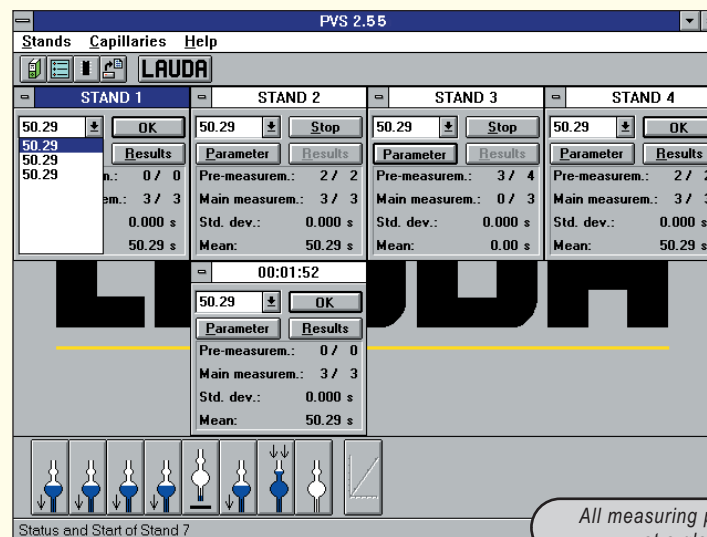 PVS 2.55
Stands Capillaries Help
LAUDA
STAND 1
50.29 OK
50.29
50.29
50.29
Results
n.: 0 / 0
em.: 3 / 3
0.000 s
50.29 s
STAND 2
50.29 Stop
Parameter Results
Pre-measurem.: 2 / 2
Main measurem.: 3 / 3
Std. dev.: 0.000 s
Mean: 50.29 s
STAND 3
50.29 Stop
Parameter Results
Pre-measurem.: 3 / 4
Main measurem.: 0 / 3
Std. dev.: 0.000 s
Mean: 0.00 s
STAND 4
50.29 OK
Parameter Results
Pre-measurem.: 2 / 2
Main measurem.: 3 / 3
Std. dev.: 0.000 s
Mean: 50.29 s
00:01:52
50.29 OK
Parameter Results
Pre-measurem.: 0 / 0
Main measurem.: 3 / 3
Std. dev.: 0.000 s
Mean: 50.29 s
LAUDA
Status and Start of Stand 7
All measuring p